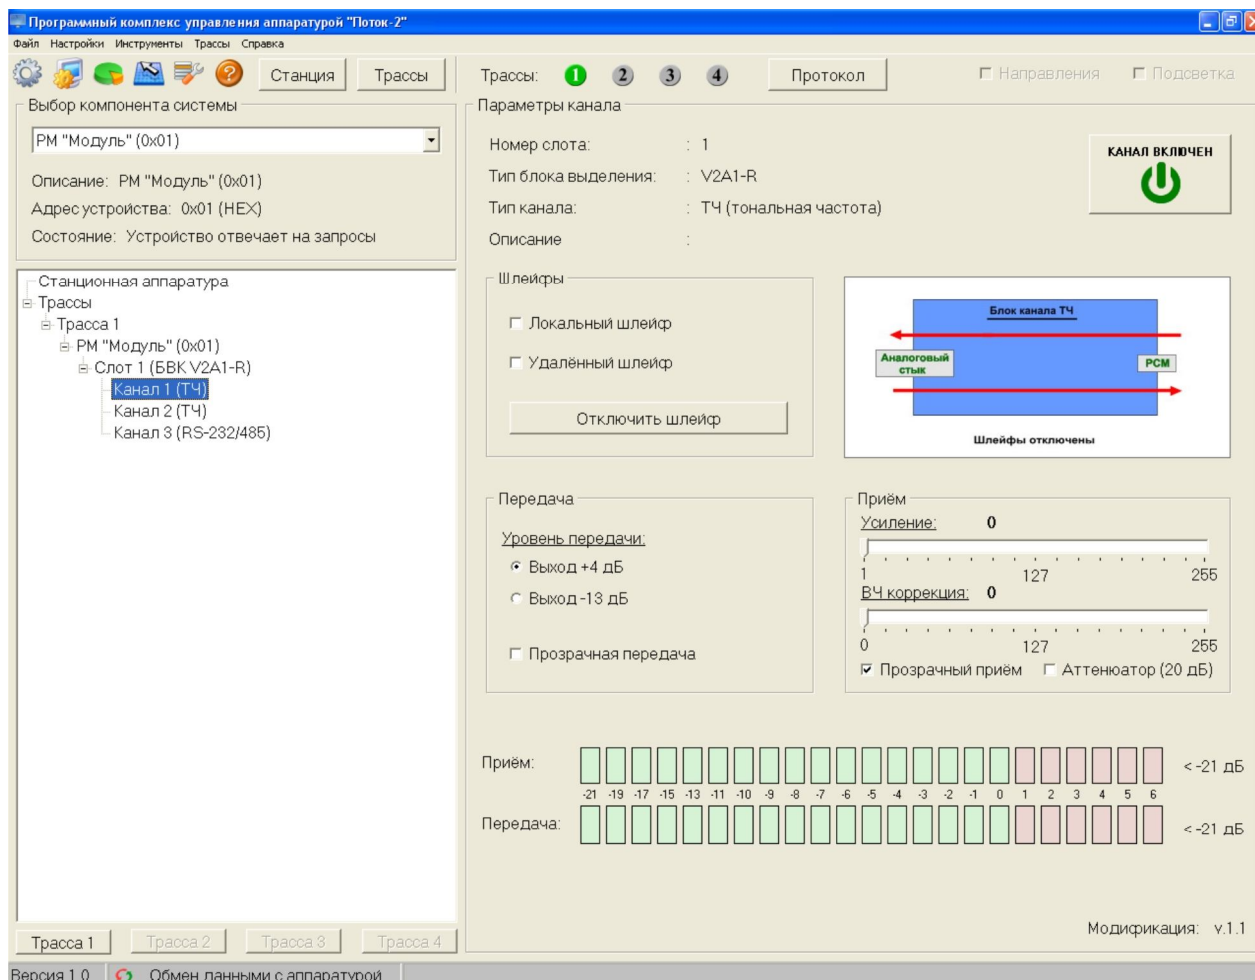 Программный комплекс управления аппаратурой "Поток-2"
Файл Настройки Инструменты Трассы Справка
Станция Трассы Трассы: 1 2 3 4 Протокол Направления Подсветка
Выбор компонента системы
РМ "Модуль" (0x01)
Описание: РМ "Модуль" (0x01)
Адрес устройства: 0x01 (HEX)
Состояние: Устройство отвечает на запросы
Станционная аппаратура
Трассы
Трасса 1
РМ "Модуль" (0x01)
Слот 1 (БВК V2A1-R)
Канал 1 (ТЧ)
Канал 2 (ТЧ)
Канал 3 (RS-232/485)
Трасса 1 Трасса 2 Трасса 3 Трасса 4
Параметры канала
Номер слота: : 1
Тип блока выделения: : V2A1-R
Тип канала: : ТЧ (тональная частота)
Описание :
КАНАЛ ВКЛЮЧЕН
Шлейфы
Локальный шлейф
Удалённый шлейф
Отключить шлейф
Блок канала ТЧ
Аналоговый
стык
PCM
Шлейфы отключены
Передача
Уровень передачи:
Выход +4 дБ
Выход -13 дБ
Прозрачная передача
Приём
Усиление: 0
1 127 255
ВЧ коррекция: 0
0 127 255
Прозрачный приём Аттенюатор (20 дБ)
Приём: < -21 дБ
-21 -19 -17 -15 -13 -11 -10 -9 -8 -7 -6 -5 -4 -3 -2 -1 0 1 2 3 4 5 6
Передача: < -21 дБ
Модификация: v.1.1
Версия 1.0 Обмен данными с аппаратурой